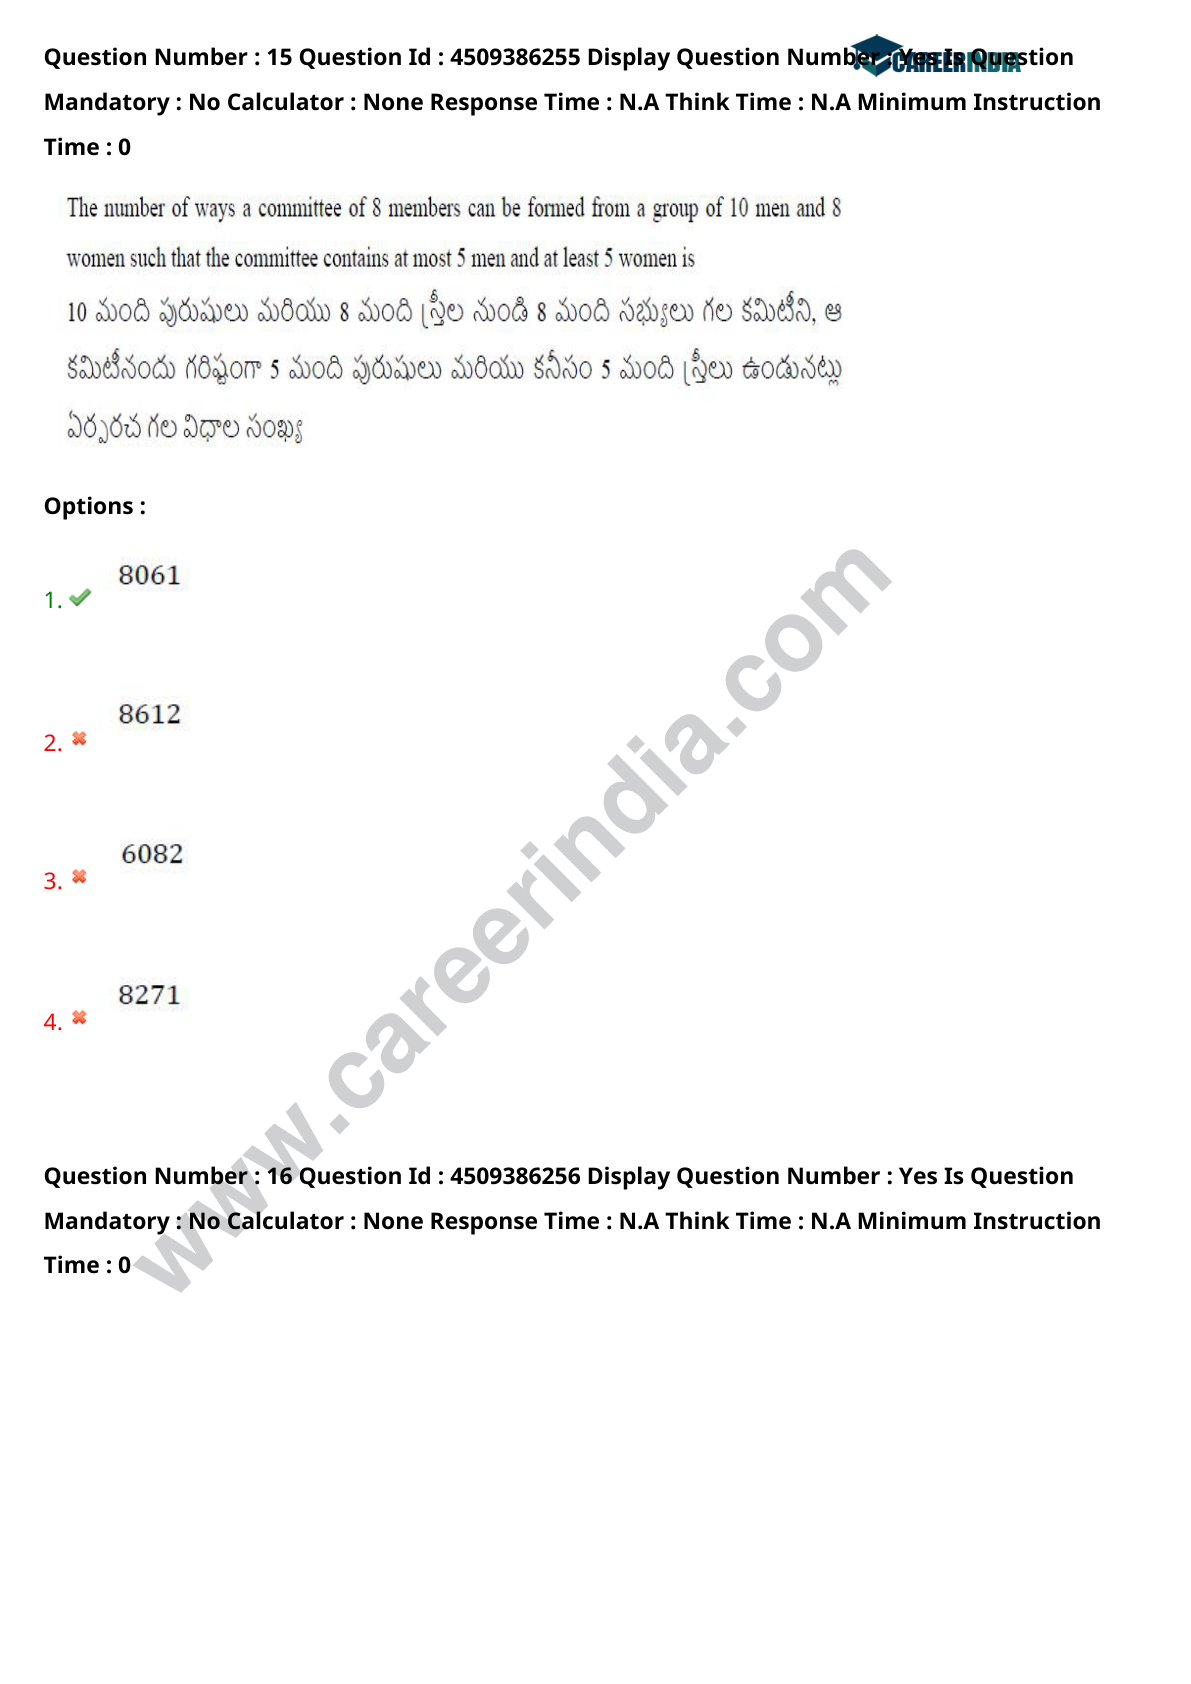 Question Number : 15 Question Id : 4509386255 Display Question Number : Yes Is Question
CAREERINDIA
Mandatory : No Calculator : None Response Time : N.A Think Time : N.A Minimum Instruction
Time : 0
The number of ways a committee of 8 members can be formed from a group of 10 men and 8
women such that the committee contains at most 5 men and at least 5 women is
10 మంది పురుషులు మరియు 8 మంది స్త్రీల నుండి 8 మంది సభ్యులు గల కమిటీని, ఆ
కమిటీనందు గరిష్టంగా 5 మంది పురుషులు మరియు కనీసం 5 మంది స్త్రీలు ఉండునట్లు
ఏర్పరచ గల విధాల సంఖ్య
Options :
8061
1.
8612
2.
6082
3.
8271
4.
www.careerindia.com
Question Number : 16 Question Id : 4509386256 Display Question Number : Yes Is Question
Mandatory : No Calculator : None Response Time : N.A Think Time : N.A Minimum Instruction
Time : 0